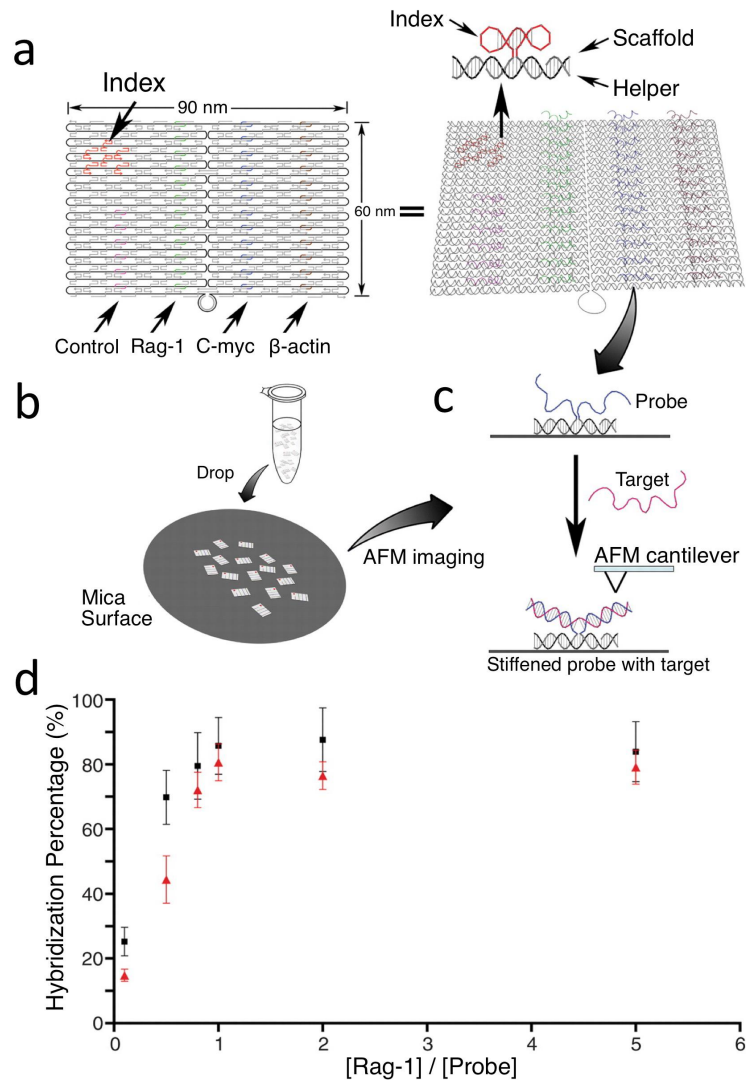 a
Index
90 nm
60 nm
Control
Rag-1
C-myc
β-actin
Index
Scaffold
Helper
b
Drop
Mica
Surface
AFM imaging
c
Probe
Target
AFM cantilever
Stiffened probe with target
d
Hybridization Percentage (%)
100
80
60
40
20
0
0 1 2 3 4 5 6
[Rag-1] / [Probe]